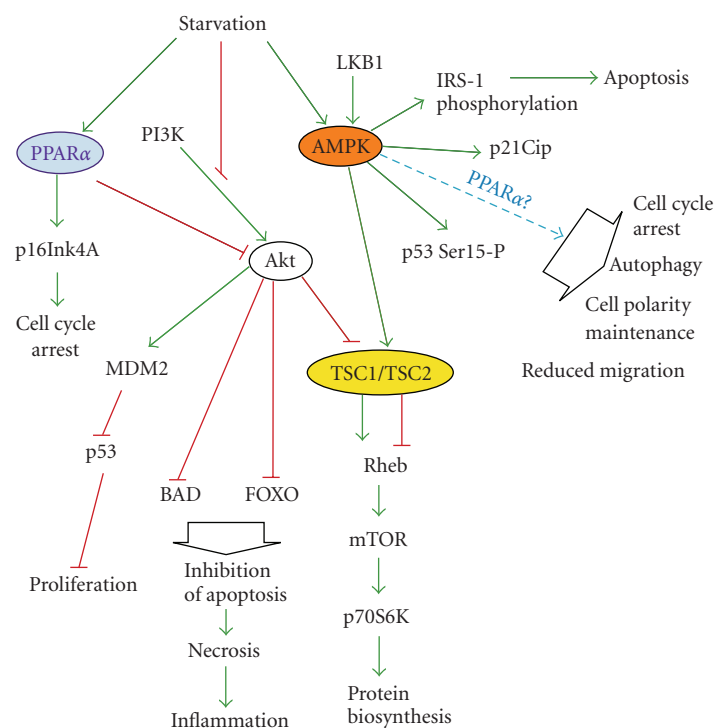 Starvation
LKB1
IRS-1
phosphorylation
Apoptosis
PI3K
PPARα
AMPK
p21Cip
PPARα?
Cell cycle
arrest
p16Ink4A
p53 Ser15-P
Akt
Autophagy
Cell polarity
maintenance
Cell cycle
arrest
MDM2
TSC1/TSC2
Reduced migration
p53
Rheb
BAD
FOXO
mTOR
Proliferation
Inhibition
of apoptosis
p70S6K
Necrosis
Protein
biosynthesis
Inflammation